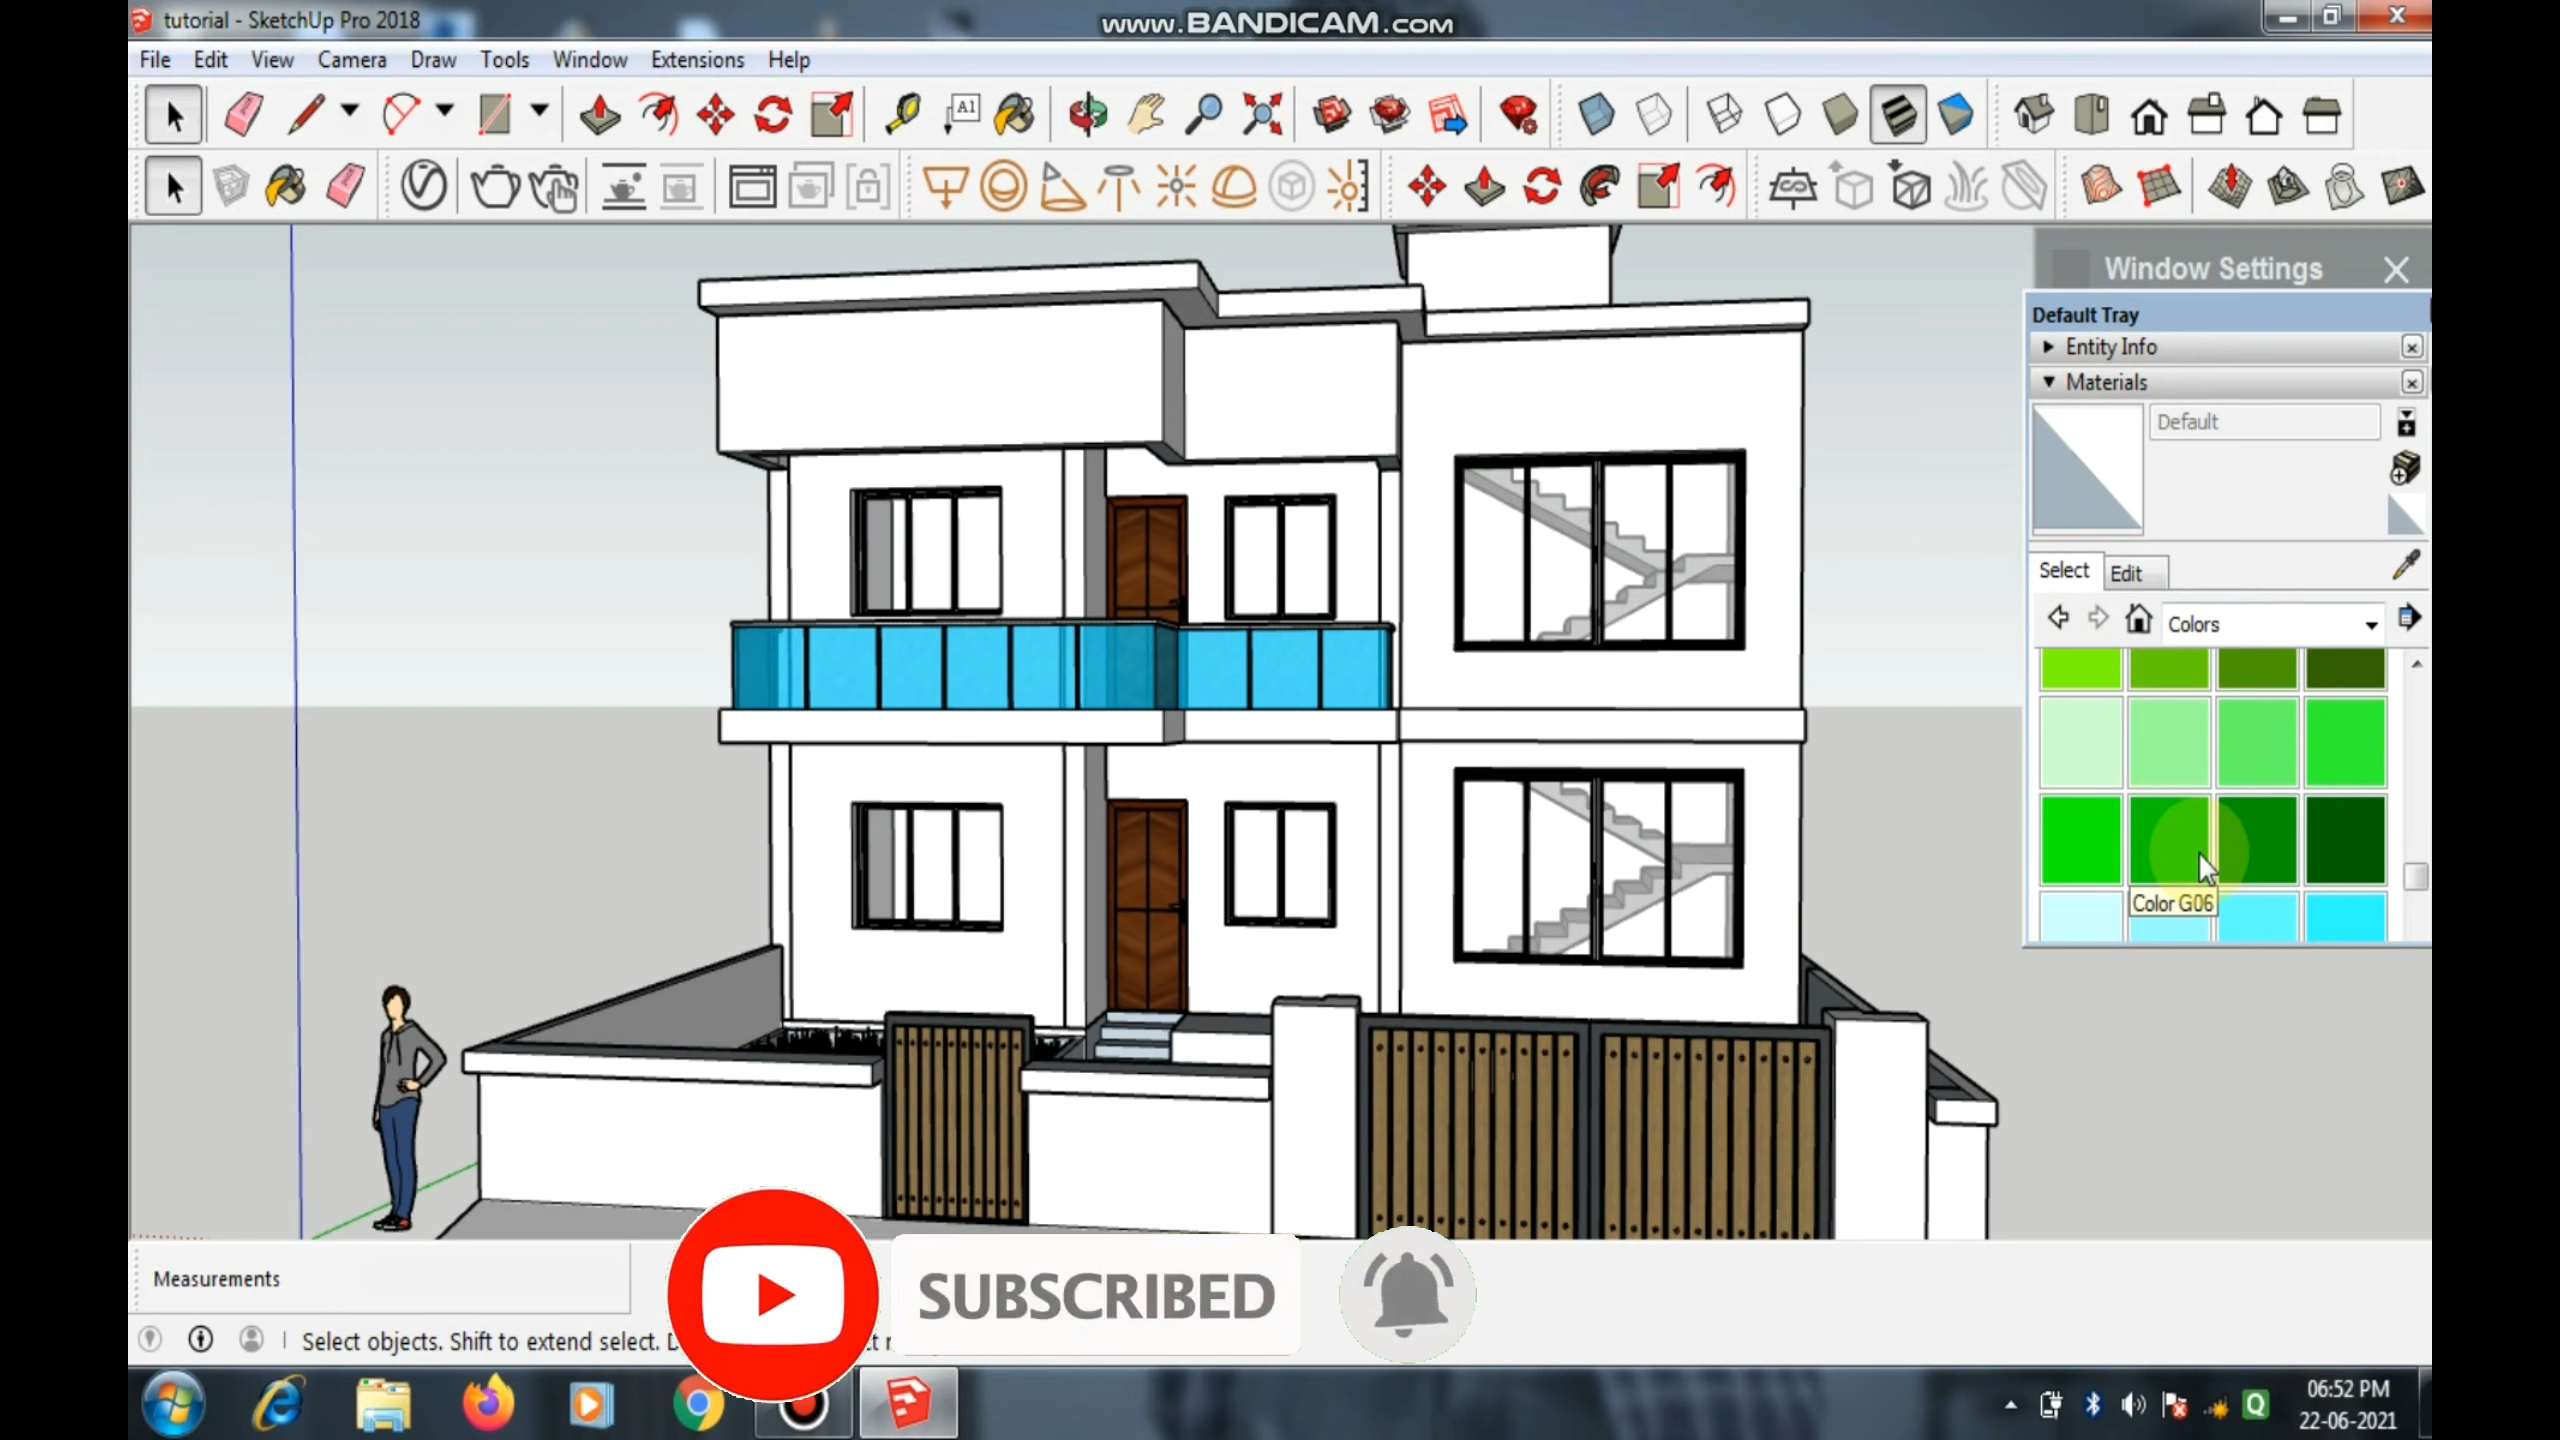 tutorial - SketchUp Pro 2018
www.BANDICAM.com
File Edit View Camera Draw Tools Window Extensions Help
A1
Window Settings
Default Tray
Entity Info
Materials
Default
Select Edit
Colors
Color G06
Measurements
SUBSCRIBED
Select objects. Shift to extend select.
06:52 PM
22-06-2021